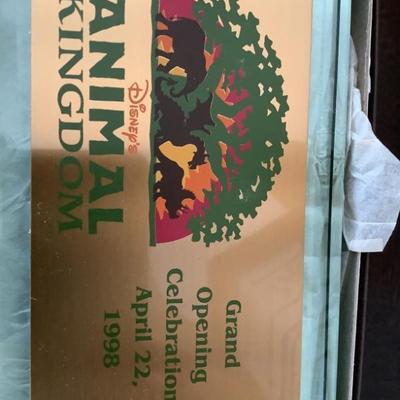 DISNEY'S
ANIMAL
KINGDOM
Grand
Opening
Celebration
April 22,
1998